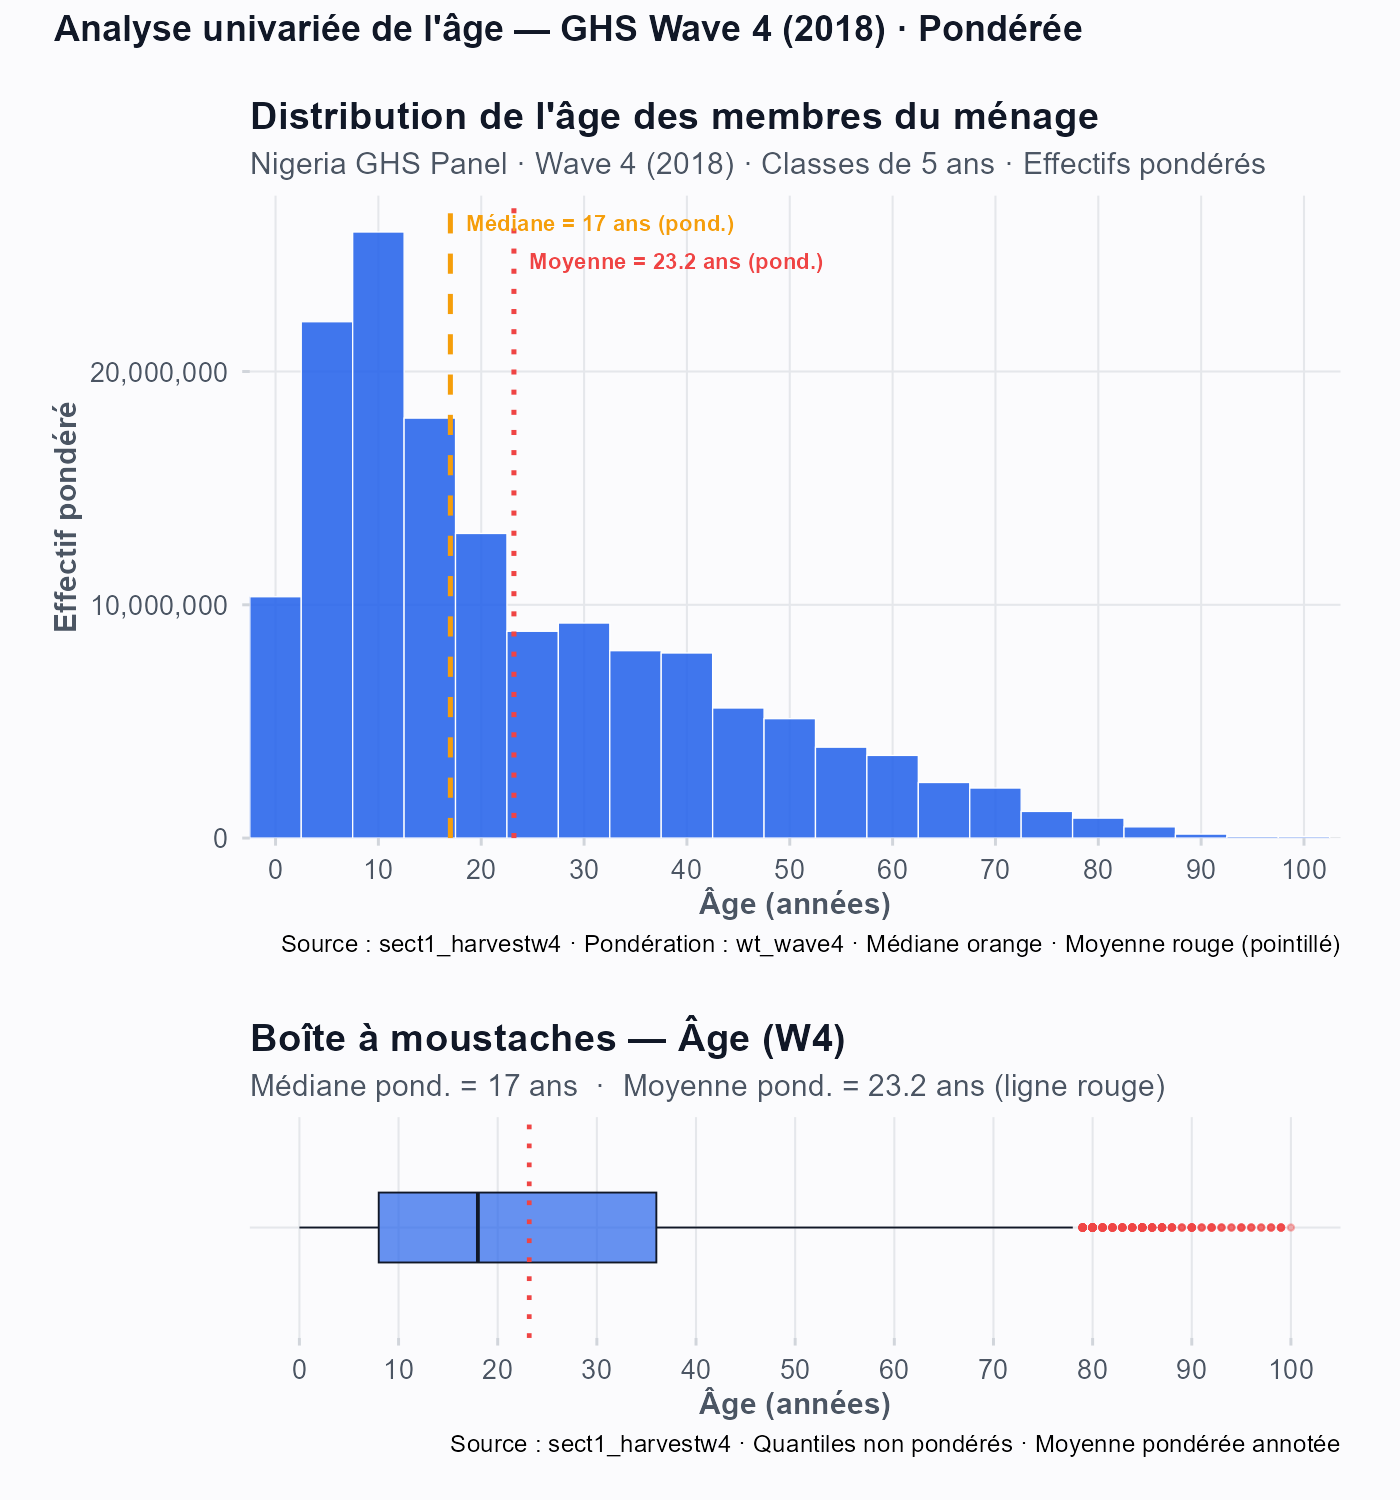 Analyse univariée de l'âge — GHS Wave 4 (2018) · Pondérée
Distribution de l'âge des membres du ménage
Nigeria GHS Panel · Wave 4 (2018) · Classes de 5 ans · Effectifs pondérés
Médiane = 17 ans (pond.)
Moyenne = 23.2 ans (pond.)
Effectif pondéré
20,000,000
10,000,000
0
0 10 20 30 40 50 60 70 80 90 100
Âge (années)
Source : sect1_harvestw4 · Pondération : wt_wave4 · Médiane orange · Moyenne rouge (pointillé)
Boîte à moustaches — Âge (W4)
Médiane pond. = 17 ans · Moyenne pond. = 23.2 ans (ligne rouge)
0 10 20 30 40 50 60 70 80 90 100
Âge (années)
Source : sect1_harvestw4 · Quantiles non pondérés · Moyenne pondérée annotée